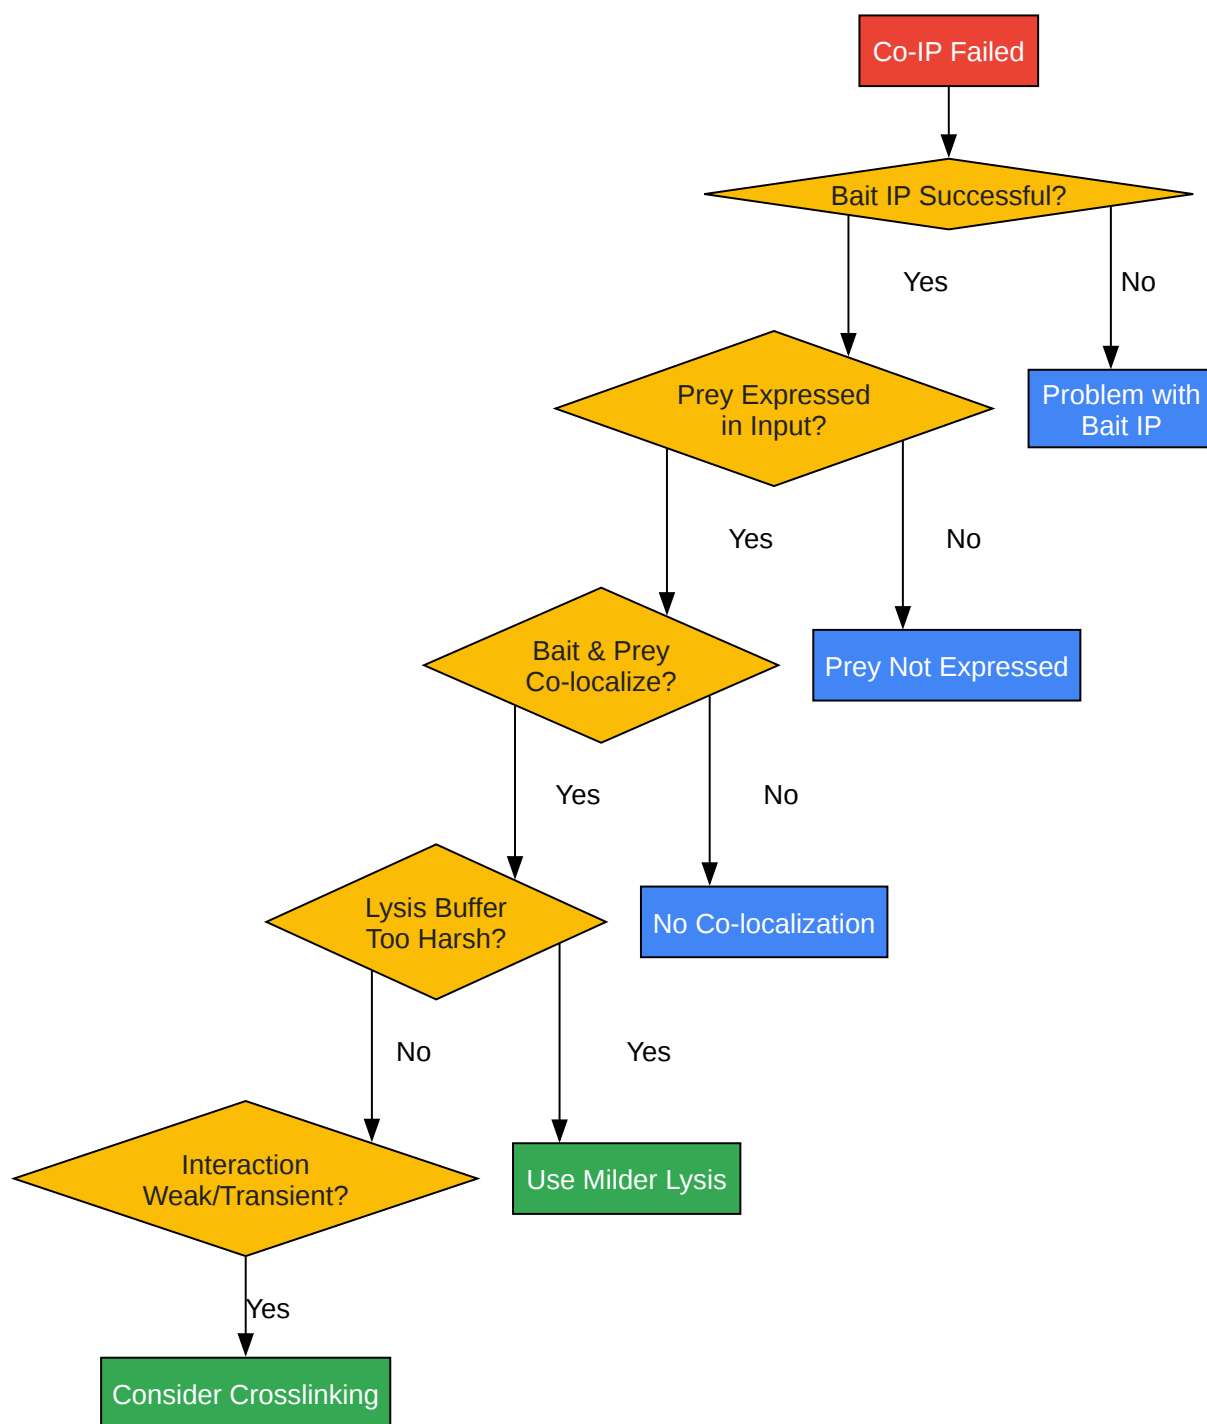 Co-IP Failed
Bait IP Successful?
Yes
No
Prey Expressed
in Input?
Problem with
Bait IP
Yes
No
Bait & Prey
Co-localize?
Prey Not Expressed
Yes
No
Lysis Buffer
Too Harsh?
No Co-localization
No
Yes
Interaction
Weak/Transient?
Use Milder Lysis
Yes
Consider Crosslinking